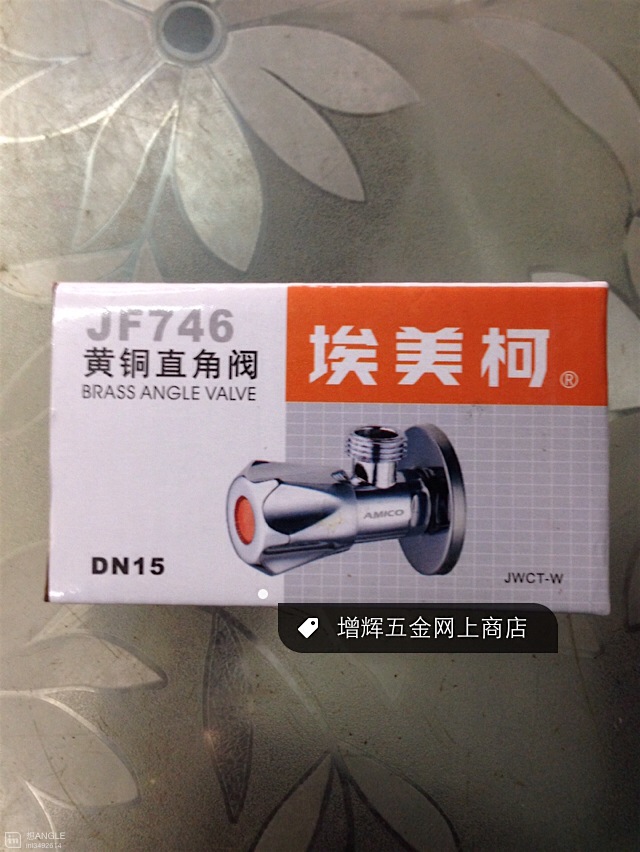 JF746
黄铜直角阀
BRASS ANGLE VALVE
埃美柯®
AMICO
DN15
JWCT-W
增辉五金网上商店
in